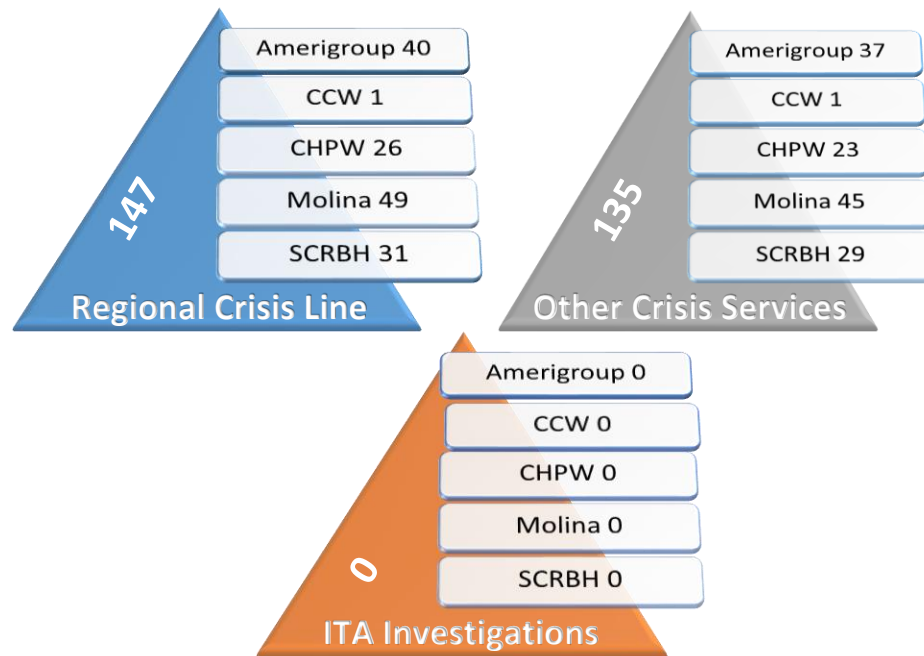 Amerigroup 40
CCW 1
CHPW 26
Molina 49
SCRBH 31
147
Regional Crisis Line
Amerigroup 37
CCW 1
CHPW 23
Molina 45
SCRBH 29
135
Other Crisis Services
Amerigroup 0
CCW 0
CHPW 0
Molina 0
SCRBH 0
0
ITA Investigations